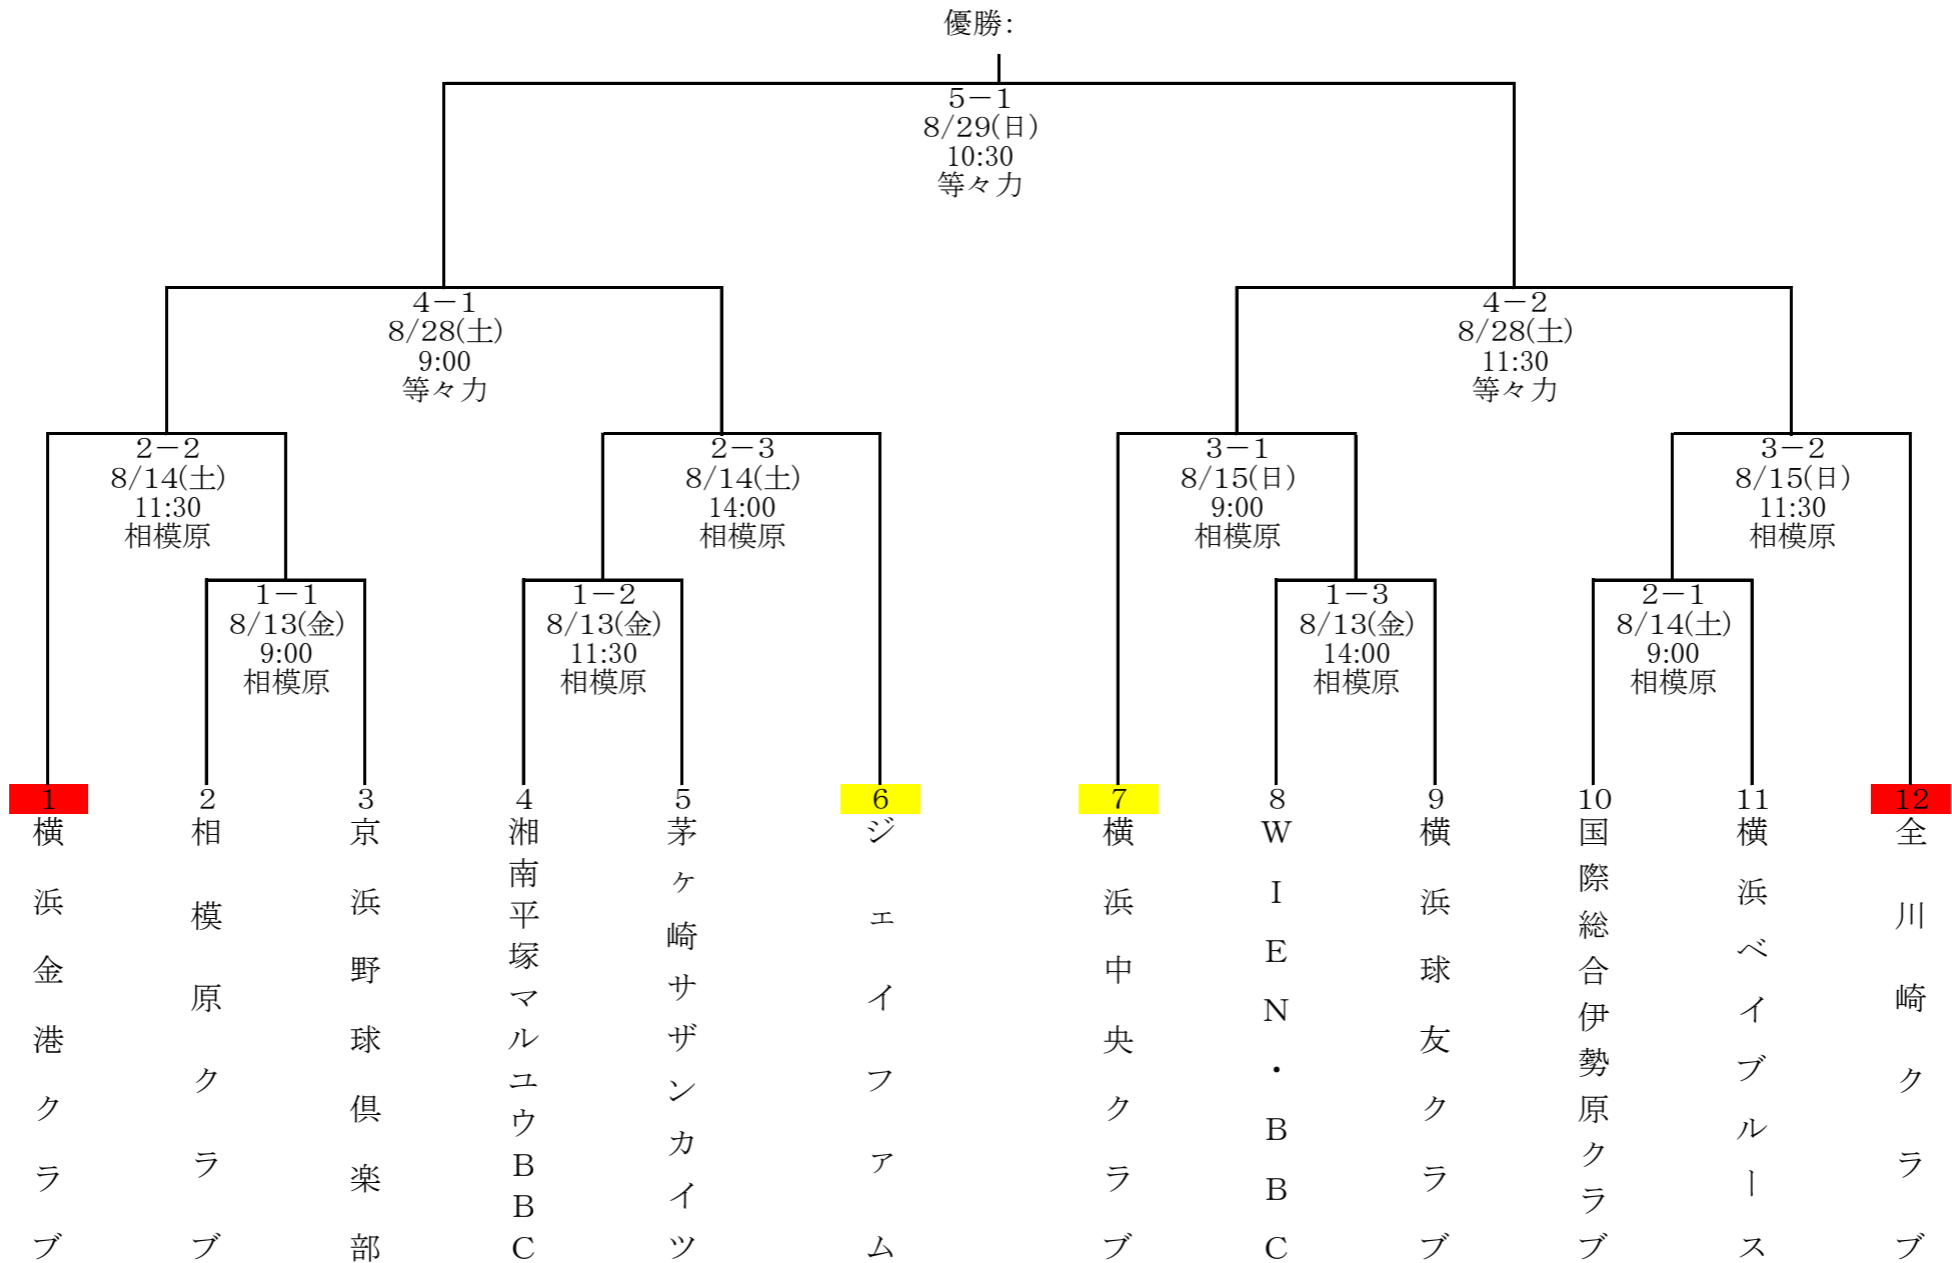 優勝:
5－1
8/29(日)
10:30
等々力
4－1
8/28(土)
9:00
等々力
4－2
8/28(土)
11:30
等々力
2－2
8/14(土)
11:30
相模原
2－3
8/14(土)
14:00
相模原
3－1
8/15(日)
9:00
相模原
3－2
8/15(日)
11:30
相模原
1－1
8/13(金)
9:00
相模原
1－2
8/13(金)
11:30
相模原
1－3
8/13(金)
14:00
相模原
2－1
8/14(土)
9:00
相模原
1
横浜金港クラブ
2
相模原クラブ
3
京浜野球倶楽部
4
湘南平塚マルユウBBC
5
茅ヶ崎サザンカイツ
6
ジェイファム
7
横浜中央クラブ
8
WIEN・BBC
9
横浜球友クラブ
10
国際総合伊勢原クラブ
11
横浜ベイブルース
12
全川崎クラブ